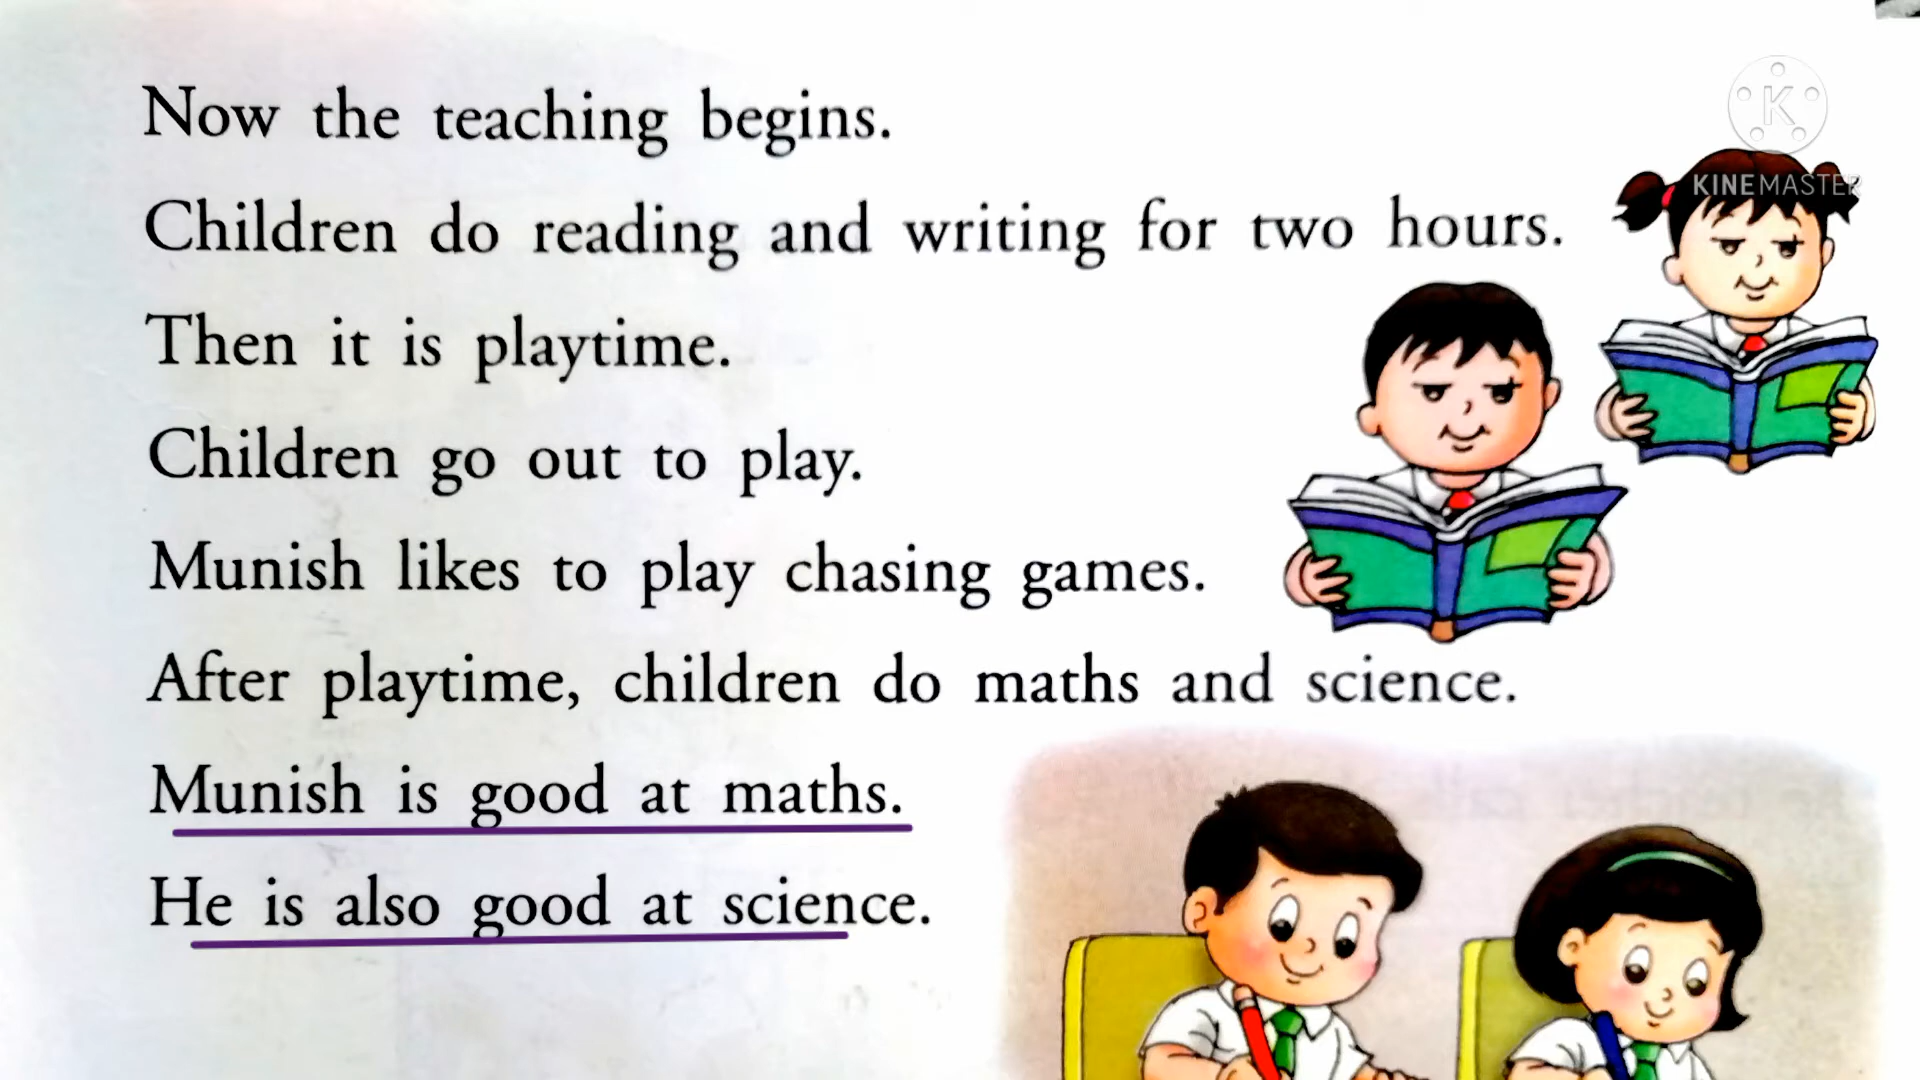 Now the teaching begins.
K
KINEMASTER
Children do reading and writing for two hours.
Then it is playtime.
Children go out to play.
Munish likes to play chasing games.
After playtime, children do maths and science.
Munish is good at maths.
He is also good at science.